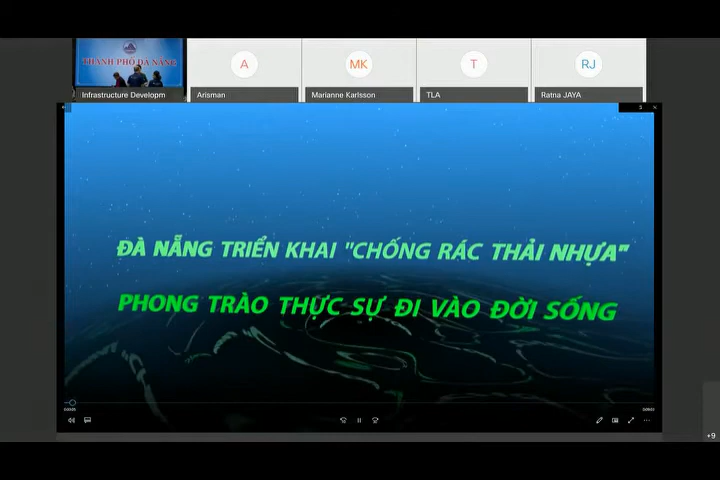 THÀNH PHỐ ĐÀ NẴNG
Infrastructure Developm
A
Arisman
MK
Marianne Karlsson
T
TLA
RJ
Ratna JAYA
ĐÀ NẴNG TRIỂN KHAI "CHỐNG RÁC THẢI NHỰA"
PHONG TRÀO THỰC SỰ ĐI VÀO ĐỜI SỐNG
+9